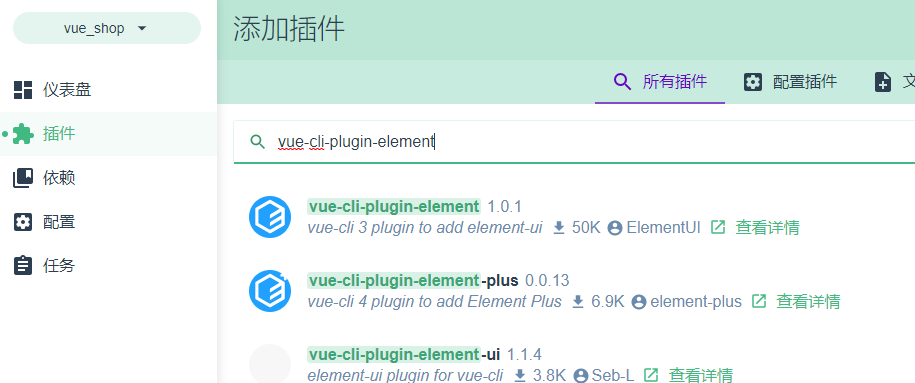 vue_shop
添加插件
仪表盘
插件
依赖
配置
任务
所有插件 配置插件 文
vue-cli-plugin-element
vue-cli-plugin-element 1.0.1
vue-cli 3 plugin to add element-ui 50K ElementUI 查看详情
vue-cli-plugin-element-plus 0.0.13
vue-cli 4 plugin to add Element Plus 6.9K element-plus 查看详情
vue-cli-plugin-element-ui 1.1.4
element-ui plugin for vue-cli 3.8K Seb-L 查看详情